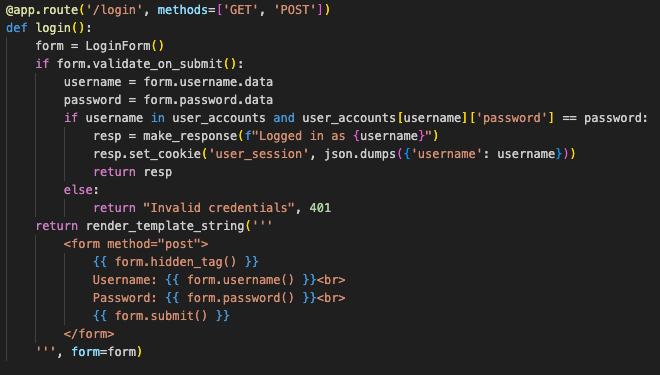 @app.route('/login', methods=['GET', 'POST'])
def login():
    form = LoginForm()
    if form.validate_on_submit():
        username = form.username.data
        password = form.password.data
        if username in user_accounts and user_accounts[username]['password'] == password:
            resp = make_response(f"Logged in as {username}")
            resp.set_cookie('user_session', json.dumps({'username': username}))
            return resp
        else:
            return "Invalid credentials", 401
    return render_template_string('''
        <form method="post">
            {{ form.hidden_tag() }}
            Username: {{ form.username() }}<br>
            Password: {{ form.password() }}<br>
            {{ form.submit() }}
        </form>
    ''', form=form)